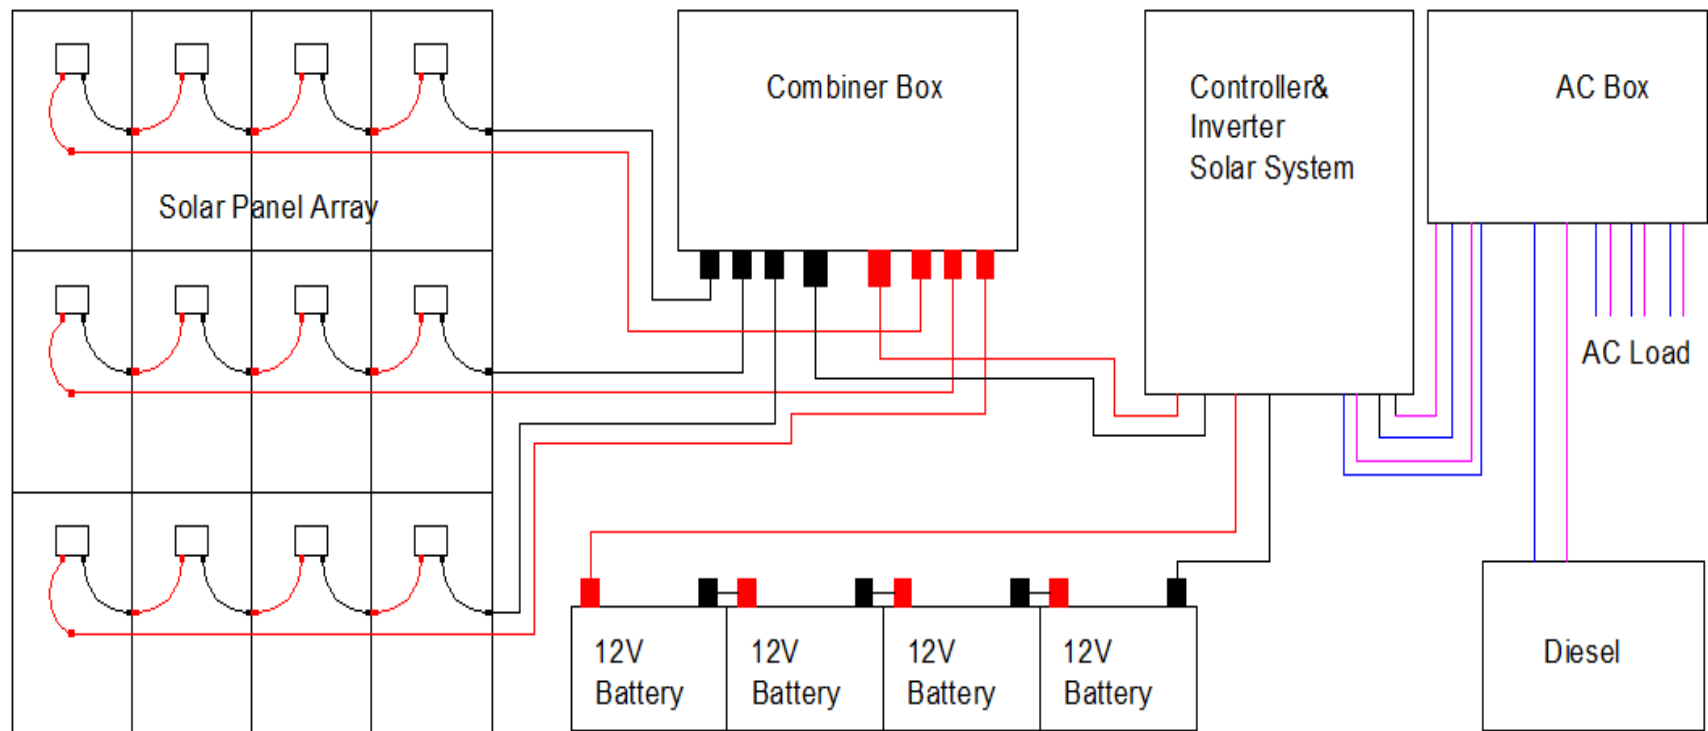 Solar Panel Array
Combiner Box
Controller&
Inverter
Solar System
AC Box
AC Load
12V
Battery
12V
Battery
12V
Battery
12V
Battery
Diesel